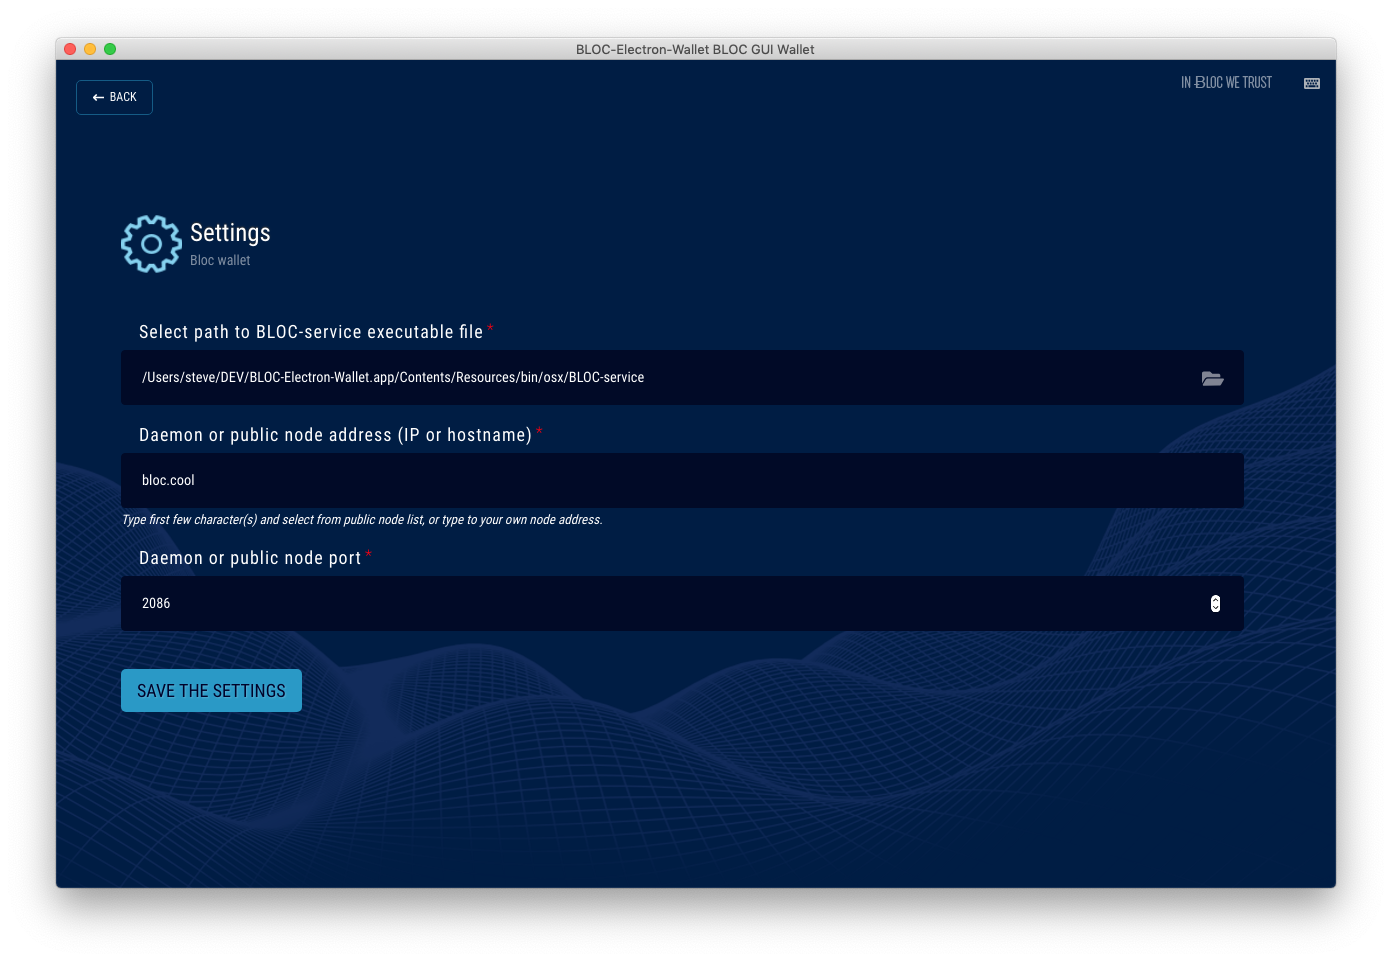 BLOC-Electron-Wallet BLOC GUI Wallet
← BACK
IN BLOC WE TRUST
Settings
Bloc wallet
Select path to BLOC-service executable file *
/Users/steve/DEV/BLOC-Electron-Wallet.app/Contents/Resources/bin/osx/BLOC-service
Daemon or public node address (IP or hostname) *
bloc.cool
Type first few character(s) and select from public node list, or type to your own node address.
Daemon or public node port *
2086
SAVE THE SETTINGS